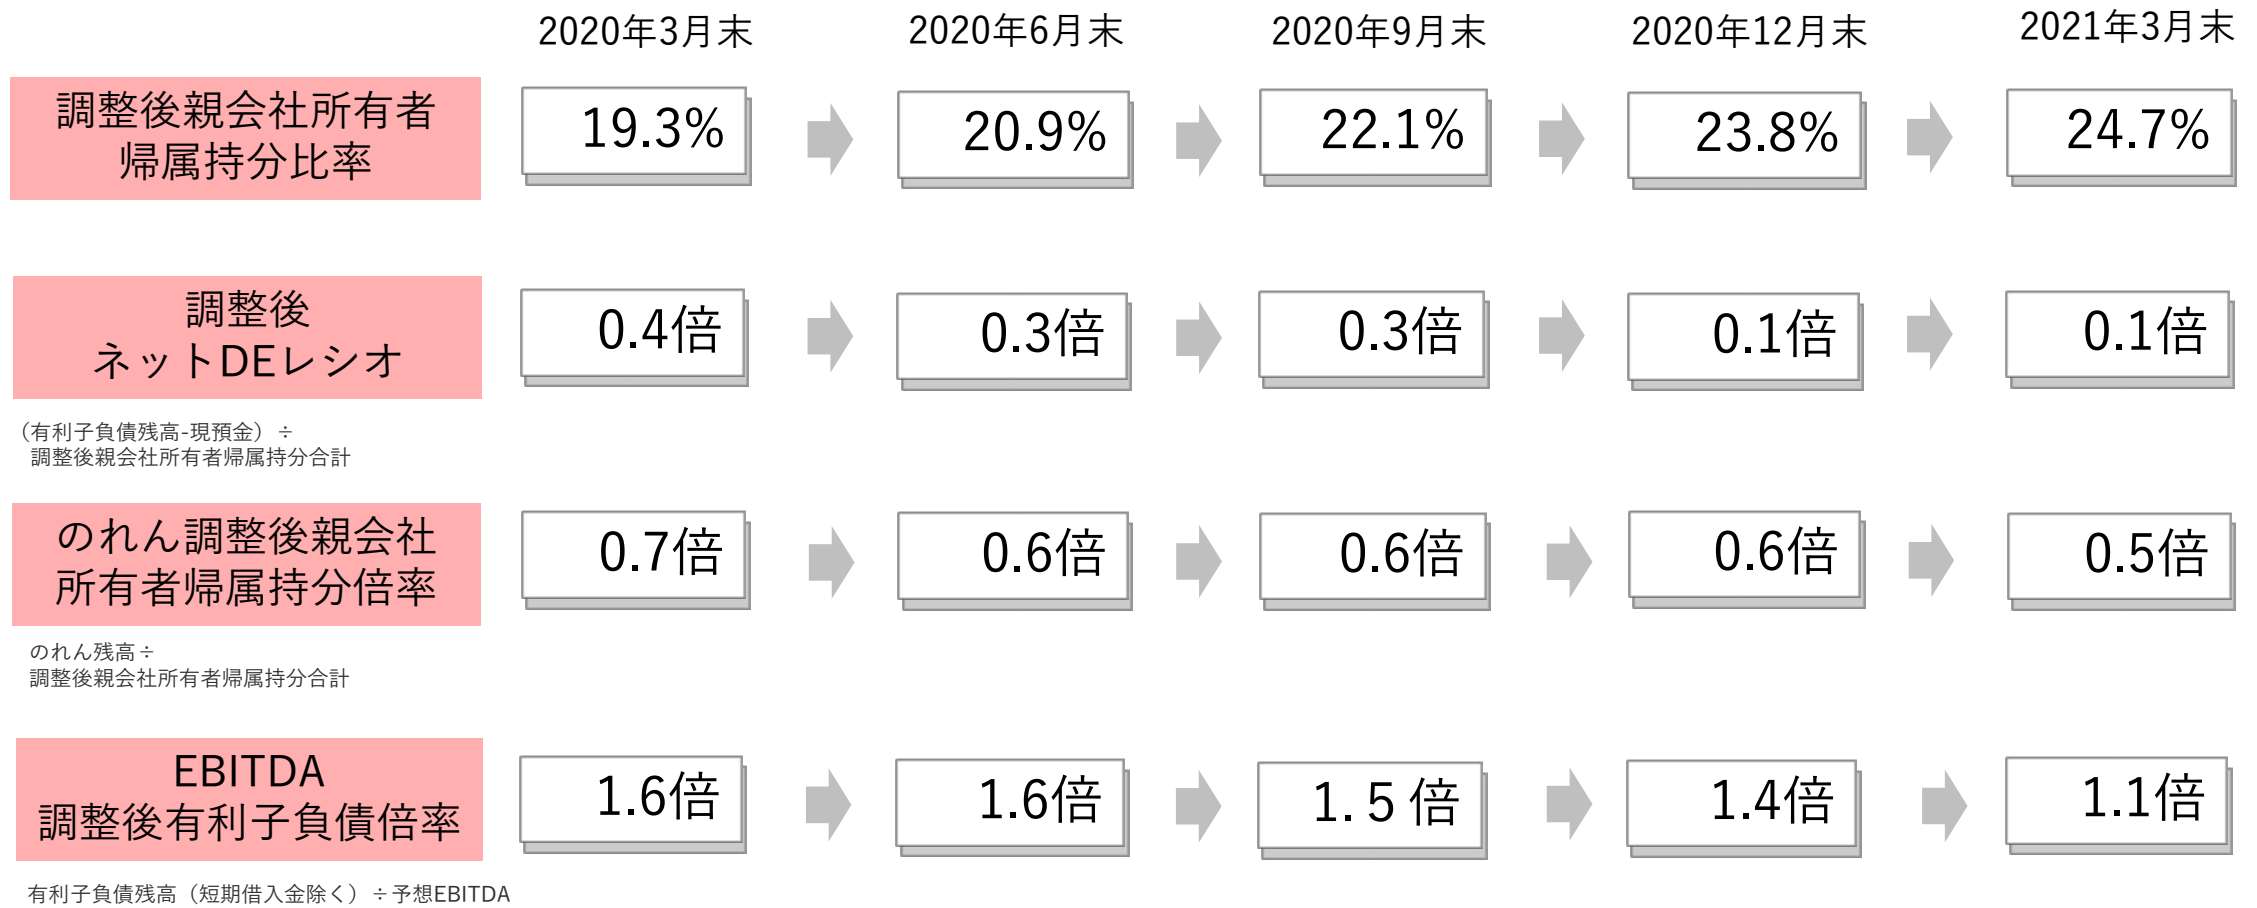 2020年3月末 2020年6月末 2020年9月末 2020年12月末 2021年3月末
調整後親会社所有者
帰属持分比率
19.3% 20.9% 22.1% 23.8% 24.7%
調整後
ネットDEレシオ
0.4倍 0.3倍 0.3倍 0.1倍 0.1倍
（有利子負債残高-現預金）÷
調整後親会社所有者帰属持分合計
のれん調整後親会社
所有者帰属持分倍率
0.7倍 0.6倍 0.6倍 0.6倍 0.5倍
のれん残高÷
調整後親会社所有者帰属持分合計
EBITDA
調整後有利子負債倍率
1.6倍 1.6倍 1.５倍 1.4倍 1.1倍
有利子負債残高（短期借入金除く）÷予想EBITDA